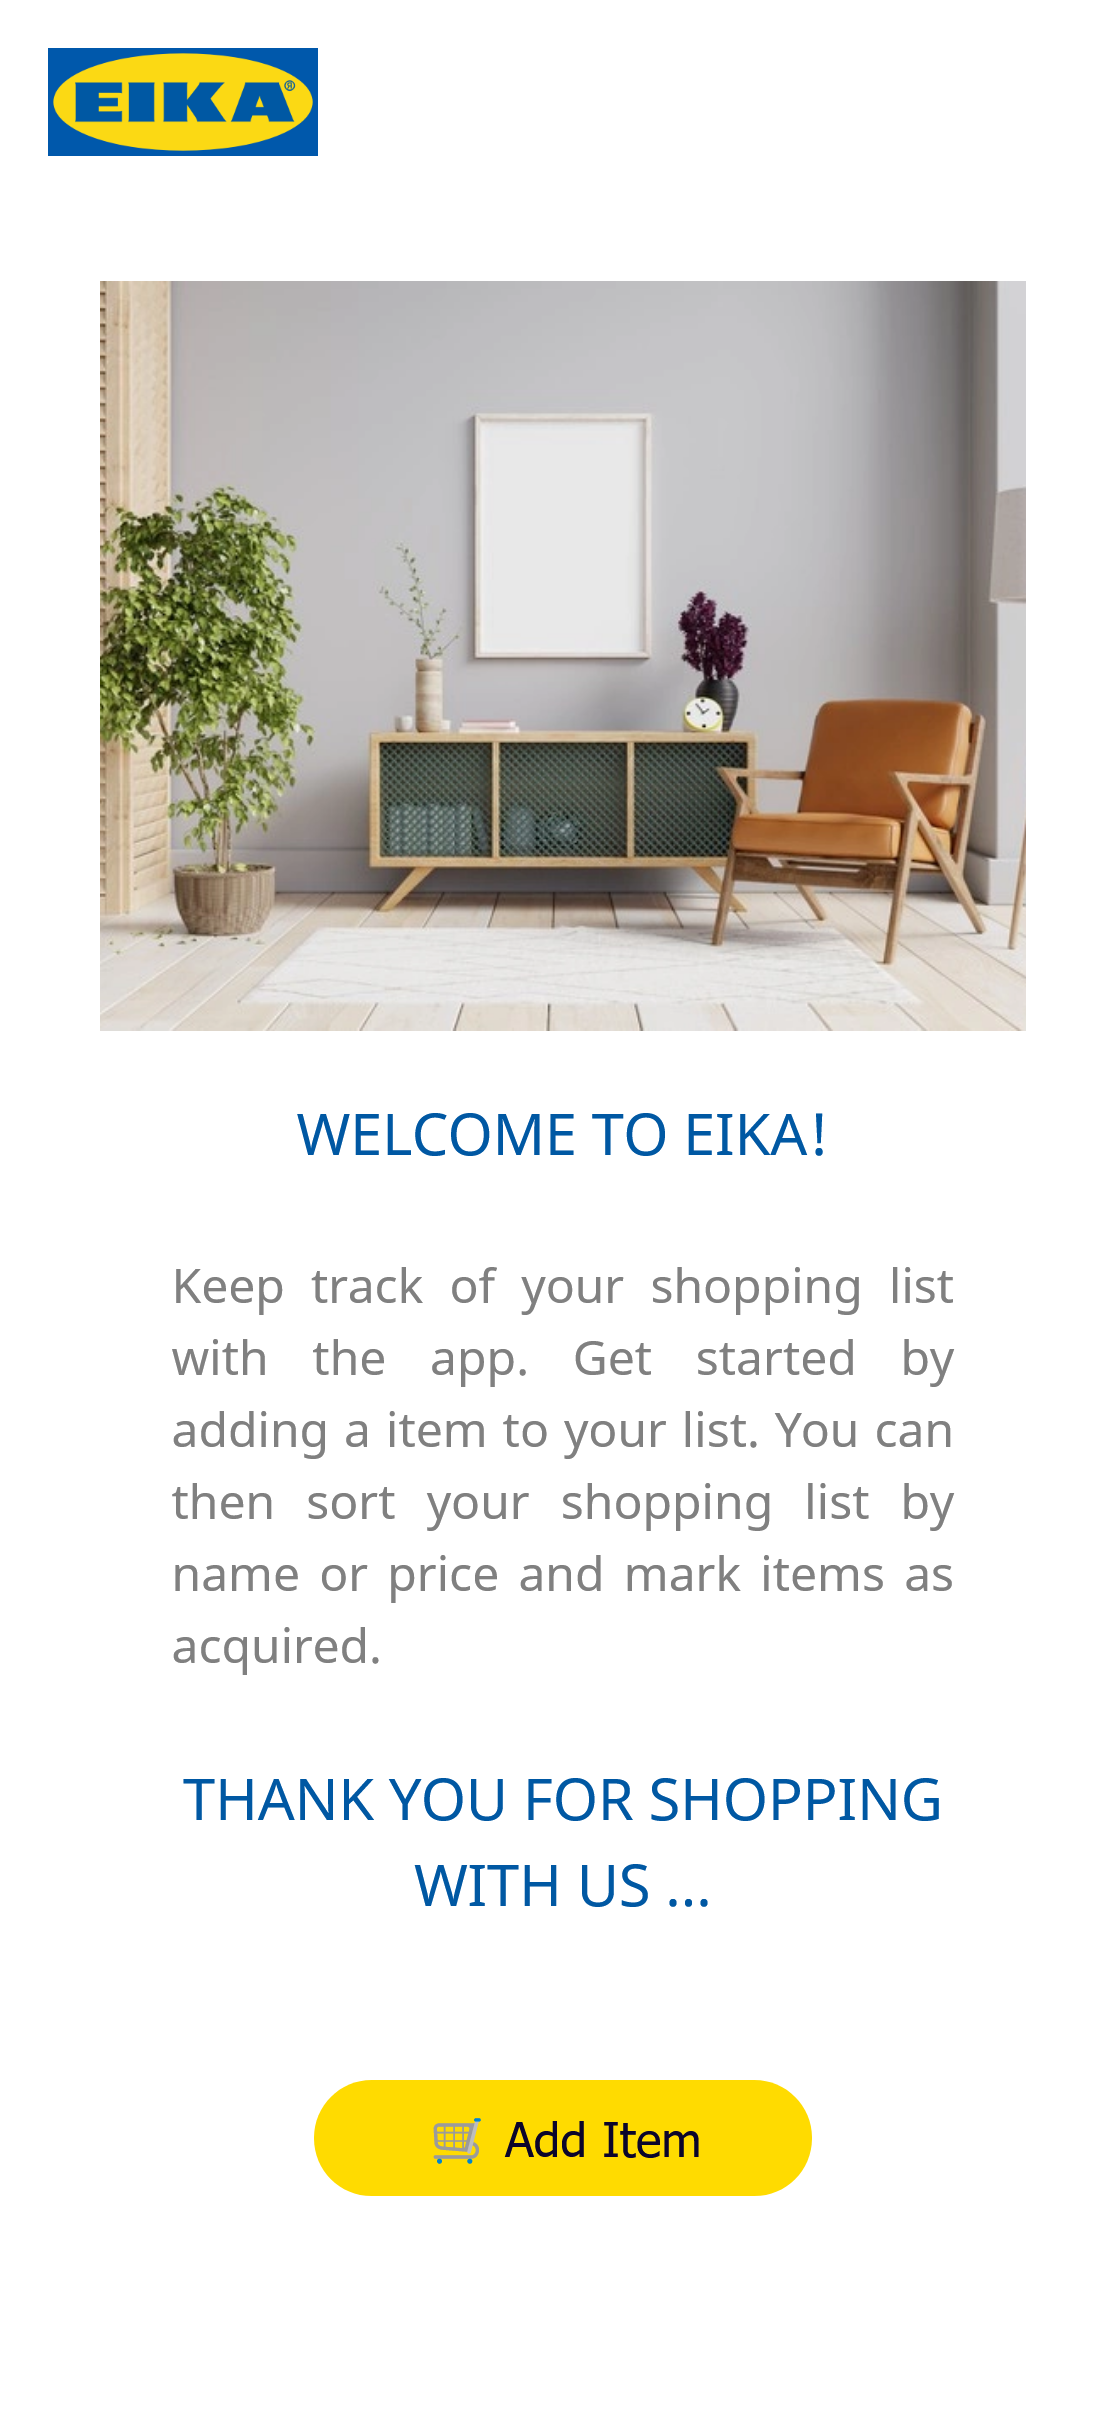 EIKA®
WELCOME TO EIKA!
Keep track of your shopping list
with the app. Get started by
adding a item to your list. You can
then sort your shopping list by
name or price and mark items as
acquired.
THANK YOU FOR SHOPPING
WITH US ...
Add Item